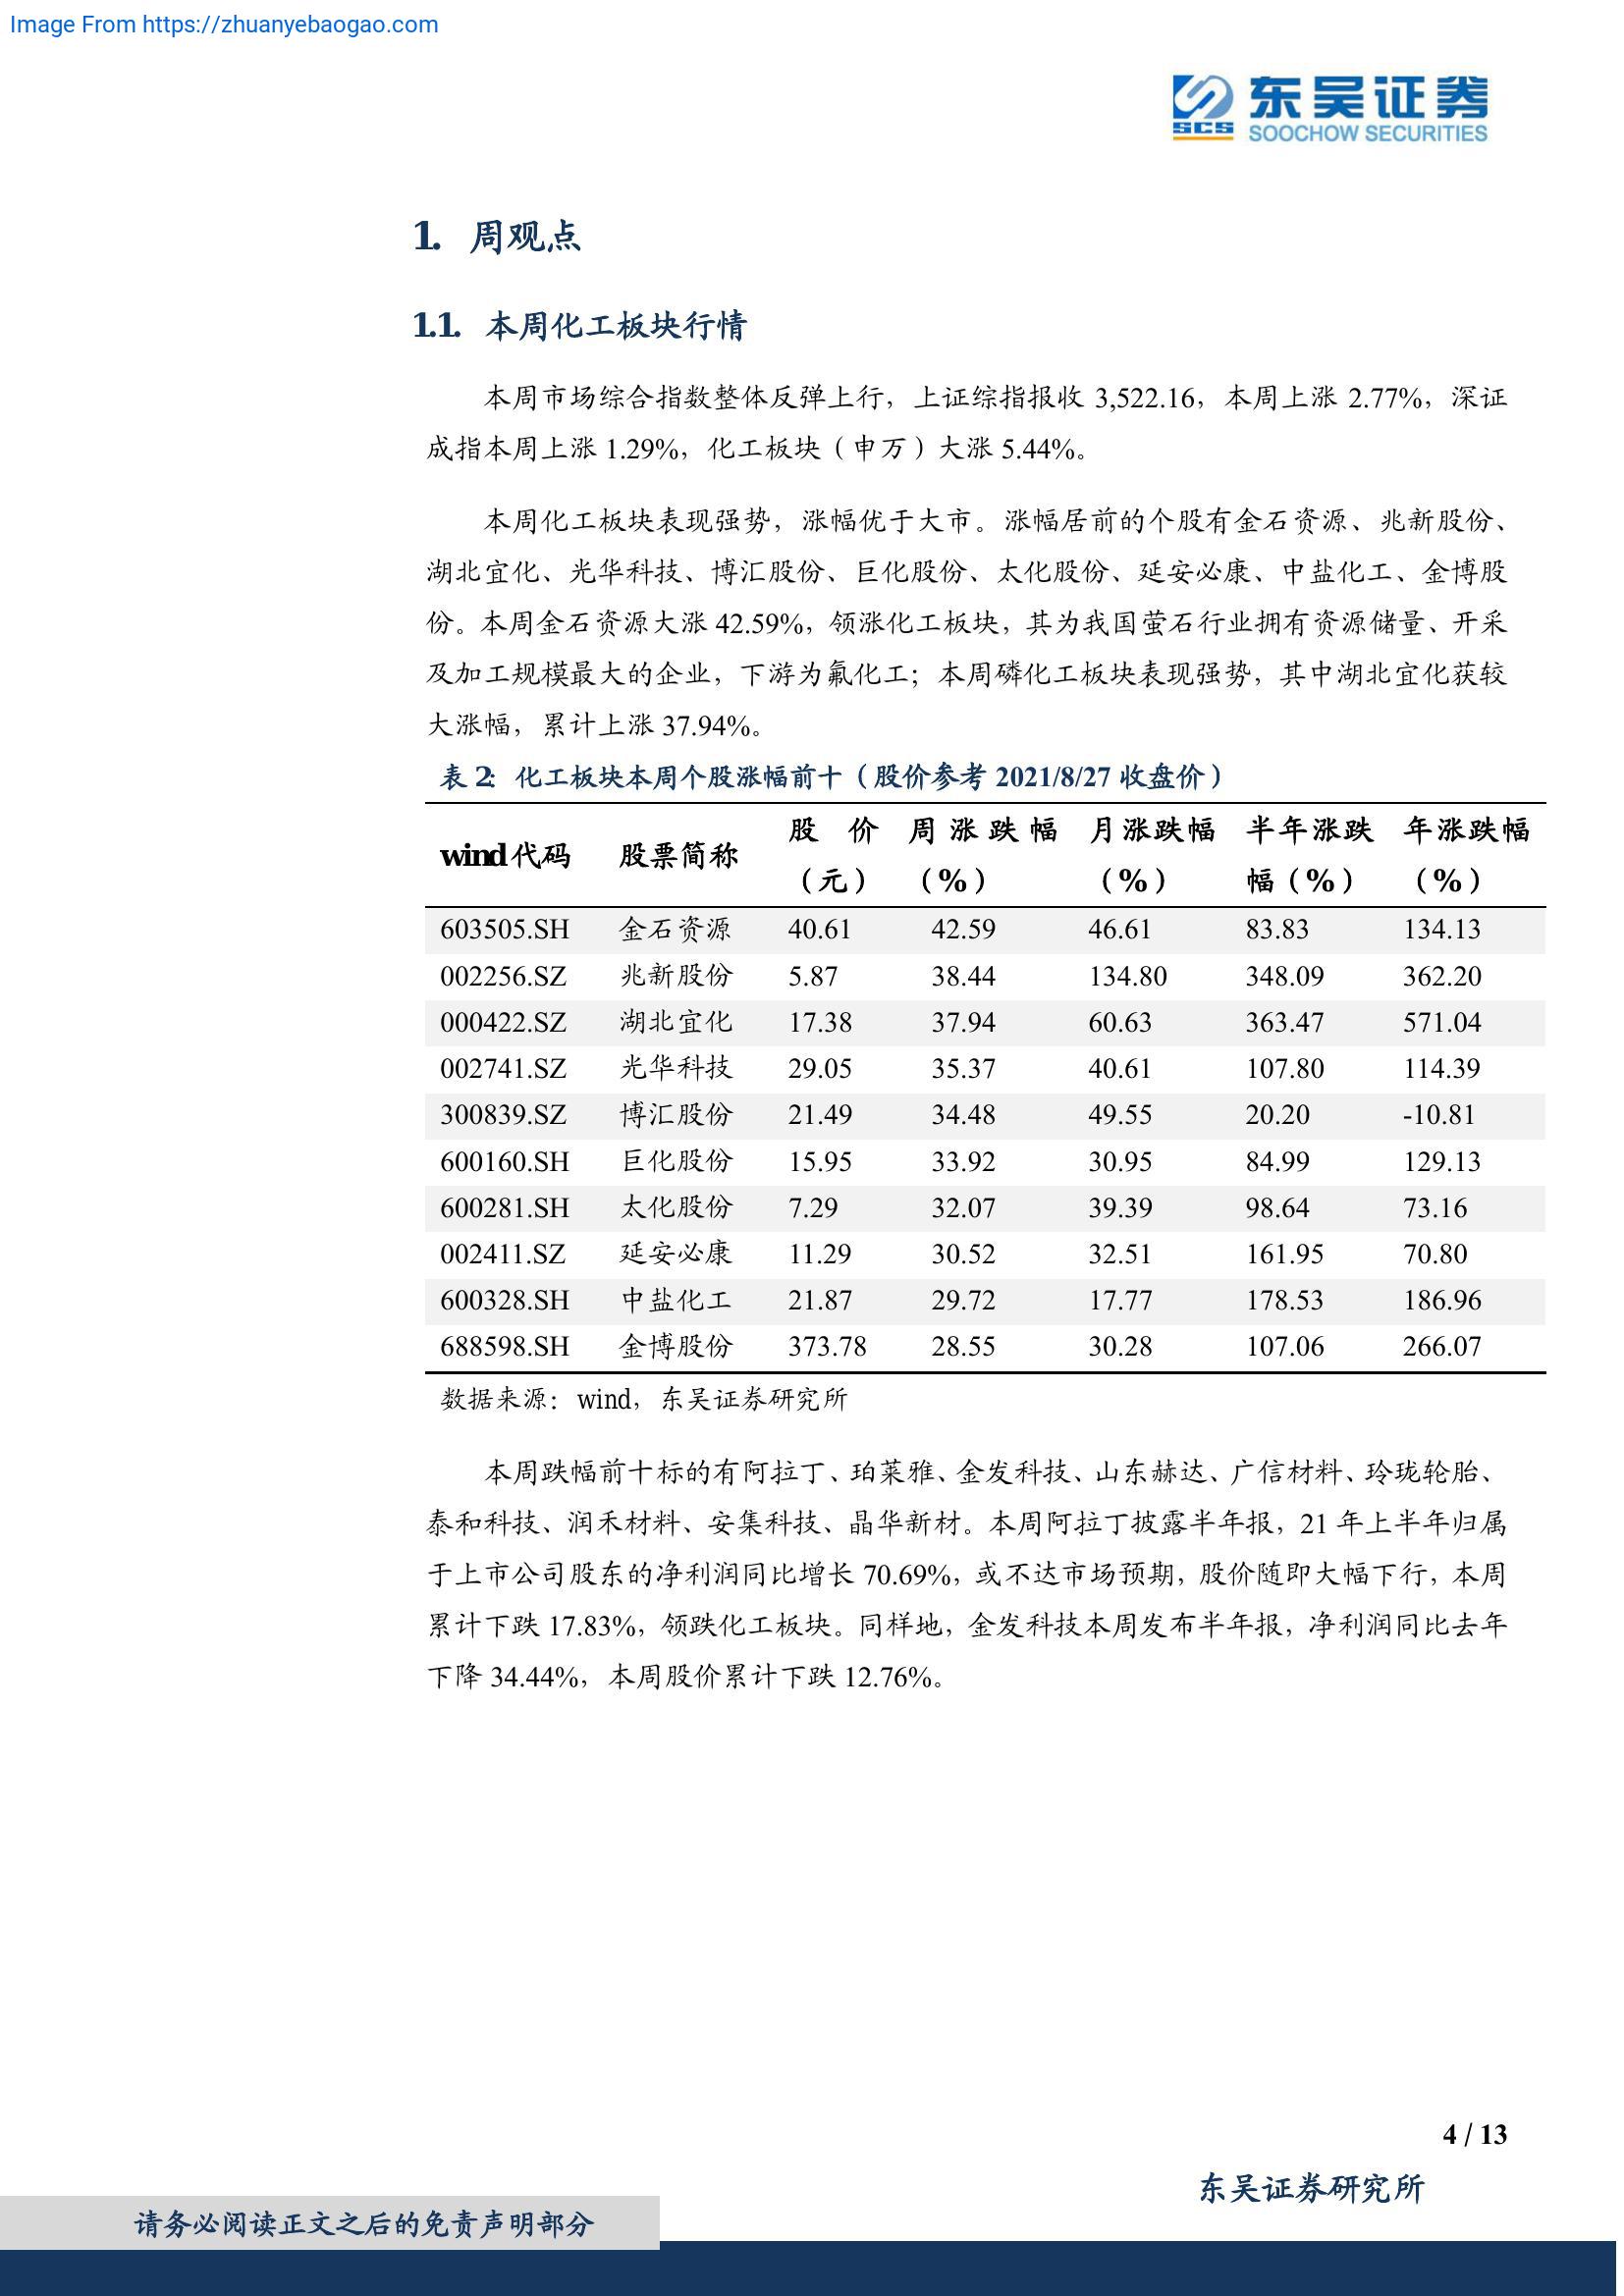 Image From https://zhuanyebaogao.com
东吴证券
SCS
SOOCHOW SECURITIES
1. 周观点
1.1. 本周化工板块行情
本周市场综合指数整体反弹上行，上证综指报收 3,522.16，本周上涨 2.77%，深证
成指本周上涨 1.29%，化工板块（申万）大涨 5.44%。
本周化工板块表现强势，涨幅优于大市。涨幅居前的个股有金石资源、兆新股份、
湖北宜化、光华科技、博汇股份、巨化股份、太化股份、延安必康、中盐化工、金博股
份。本周金石资源大涨 42.59%，领涨化工板块，其为我国萤石行业拥有资源储量、开采
及加工规模最大的企业，下游为氟化工；本周磷化工板块表现强势，其中湖北宜化获较
大涨幅，累计上涨 37.94%。
表 2： 化工板块本周个股涨幅前十（股价参考 2021/8/27 收盘价）
wind 代码 股票简称 股 价（元） 周涨跌幅（%） 月涨跌幅（%） 半年涨跌幅（%） 年涨跌幅（%）
603505.SH 金石资源 40.61 42.59 46.61 83.83 134.13
002256.SZ 兆新股份 5.87 38.44 134.80 348.09 362.20
000422.SZ 湖北宜化 17.38 37.94 60.63 363.47 571.04
002741.SZ 光华科技 29.05 35.37 40.61 107.80 114.39
300839.SZ 博汇股份 21.49 34.48 49.55 20.20 -10.81
600160.SH 巨化股份 15.95 33.92 30.95 84.99 129.13
600281.SH 太化股份 7.29 32.07 39.39 98.64 73.16
002411.SZ 延安必康 11.29 30.52 32.51 161.95 70.80
600328.SH 中盐化工 21.87 29.72 17.77 178.53 186.96
688598.SH 金博股份 373.78 28.55 30.28 107.06 266.07
数据来源：wind，东吴证券研究所
本周跌幅前十标的有阿拉丁、珀莱雅、金发科技、山东赫达、广信材料、玲珑轮胎、
泰和科技、润禾材料、安集科技、晶华新材。本周阿拉丁披露半年报，21 年上半年归属
于上市公司股东的净利润同比增长 70.69%，或不达市场预期，股价随即大幅下行，本周
累计下跌 17.83%，领跌化工板块。同样地，金发科技本周发布半年报，净利润同比去年
下降 34.44%，本周股价累计下跌 12.76%。
4 / 13
东吴证券研究所
请务必阅读正文之后的免责声明部分